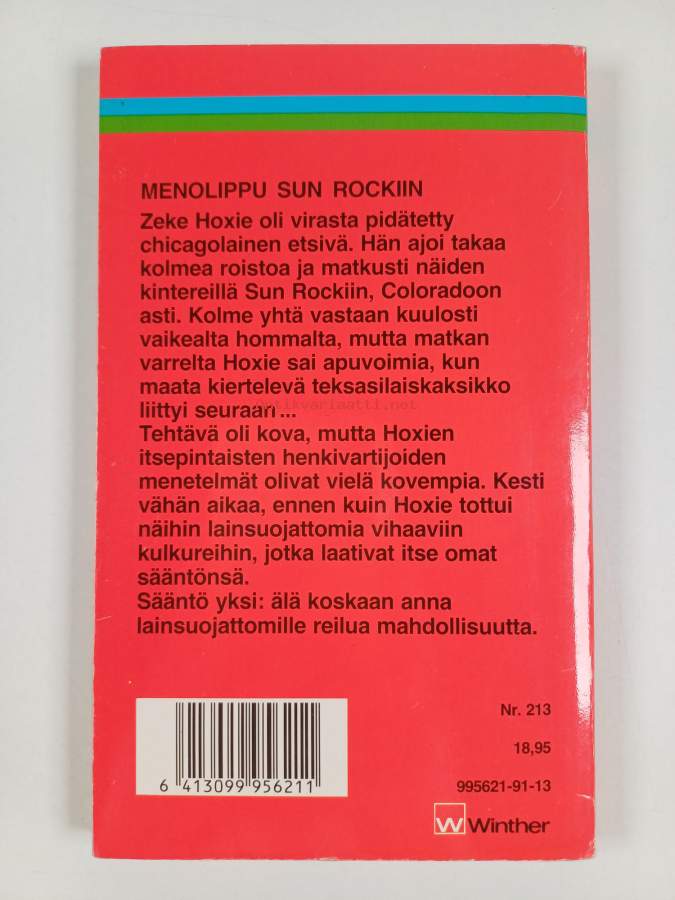 MENOLIPPU SUN ROCKIIN
Zeke Hoxie oli virasta pidätetty
chicagolainen etsivä. Hän ajoi takaa
kolmea roistoa ja matkusti näiden
kintereillä Sun Rockiin, Coloradoon
asti. Kolme yhtä vastaan kuulosti
vaikealta hommalta, mutta matkan
varrelta Hoxie sai apuvoimia, kun
maata kiertelevä teksasilaiskaksikko
liittyi seuraan ...
antikvariaatti.net
Tehtävä oli kova, mutta Hoxien
itsepintaisten henkivartijoiden
menetelmät olivat vielä kovempia. Kesti
vähän aikaa, ennen kuin Hoxie tottui
näihin lainsuojattomia vihaaviin
kulkureihin, jotka laativat itse omat
sääntönsä.
Sääntö yksi: älä koskaan anna
lainsuojattomille reilua mahdollisuutta.
Nr. 213
18,95
995621-91-13
6 413099 956211
W Winther